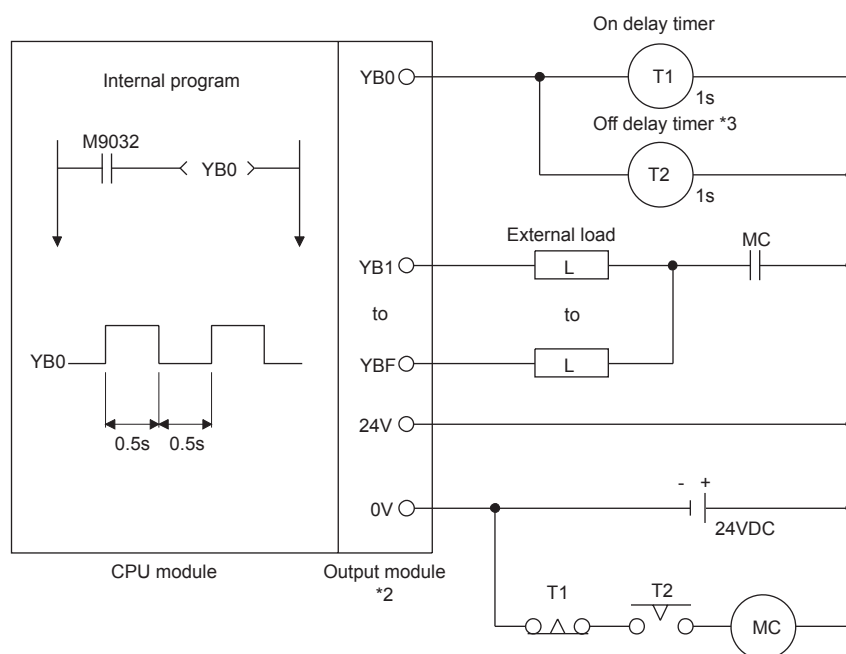 On delay timer
YB0
T1
1s
Internal program
Off delay timer *3
M9032
YB0
T2
1s
External load
MC
YB1
L
to
to
YB0
YBF
L
0.5s
0.5s
24V
- +
0V
24VDC
CPU module
Output module
*2
T1
T2
MC